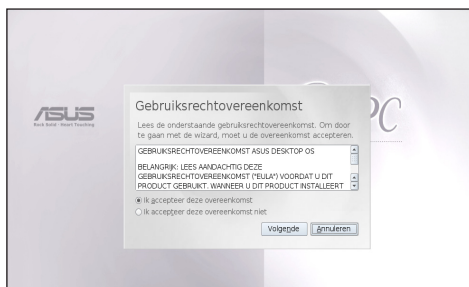 ASUS
Rock Solid · Heart Touching
PC
Gebruiksrechtovereenkomst
Lees de onderstaande gebruiksrechtovereenkomst. Om door
te gaan met de wizard, moet u de overeenkomst accepteren.
GEBRUIKSRECHTOVEREENKOMST ASUS DESKTOP OS
BELANGRIJK: LEES AANDACHTIG DEZE
GEBRUIKSRECHTOVEREENKOMST ("EULA") VOORDAT U DIT
PRODUCT GEBRUIKT. WANNEER U DIT PRODUCT INSTALLEERT
Ik accepteer deze overeenkomst
Ik accepteer deze overeenkomst niet
Volgende
Annuleren